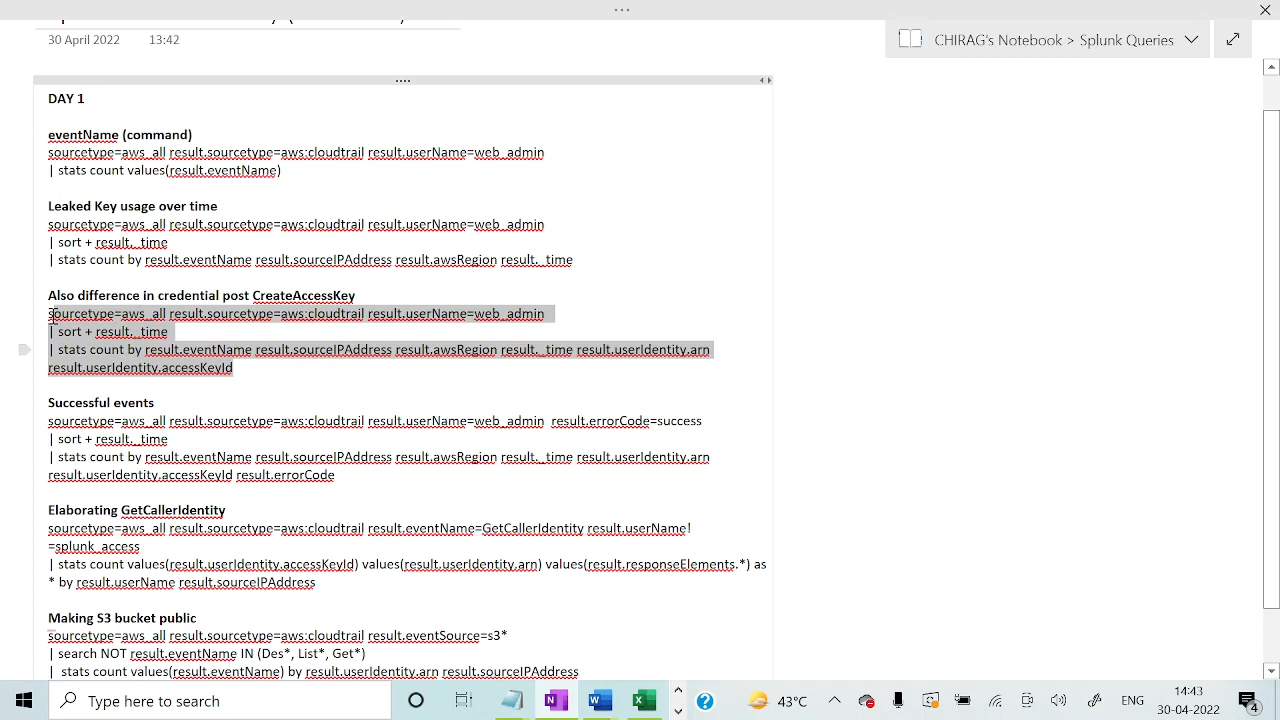 30 April 2022 13:42
CHIRAG's Notebook > Splunk Queries
DAY 1
eventName (command)
sourcetype=aws_all result.sourcetype=aws:cloudtrail result.userName=web_admin
| stats count values(result.eventName)
Leaked Key usage over time
sourcetype=aws_all result.sourcetype=aws:cloudtrail result.userName=web_admin
| sort + result._time
| stats count by result.eventName result.sourceIPAddress result.awsRegion result._time
Also difference in credential post CreateAccessKey
sourcetype=aws_all result.sourcetype=aws:cloudtrail result.userName=web_admin
| sort + result._time
| stats count by result.eventName result.sourceIPAddress result.awsRegion result._time result.userIdentity.arn
result.userIdentity.accessKeyId
Successful events
sourcetype=aws_all result.sourcetype=aws:cloudtrail result.userName=web_admin  result.errorCode=success
| sort + result._time
| stats count by result.eventName result.sourceIPAddress result.awsRegion result._time result.userIdentity.arn
result.userIdentity.accessKeyId result.errorCode
Elaborating GetCallerIdentity
sourcetype=aws_all result.sourcetype=aws:cloudtrail result.eventName=GetCallerIdentity result.userName!
=splunk_access
| stats count values(result.userIdentity.accessKeyId) values(result.userIdentity.arn) values(result.responseElements.*) as
* by result.userName result.sourceIPAddress
Making S3 bucket public
sourcetype=aws_all result.sourcetype=aws:cloudtrail result.eventSource=s3*
| search NOT result.eventName IN (Des*, List*, Get*)
|  stats count values(result.eventName) by result.userIdentity.arn result.sourceIPAddress
Type here to search
43°C
ENG
14:43
30-04-2022
4